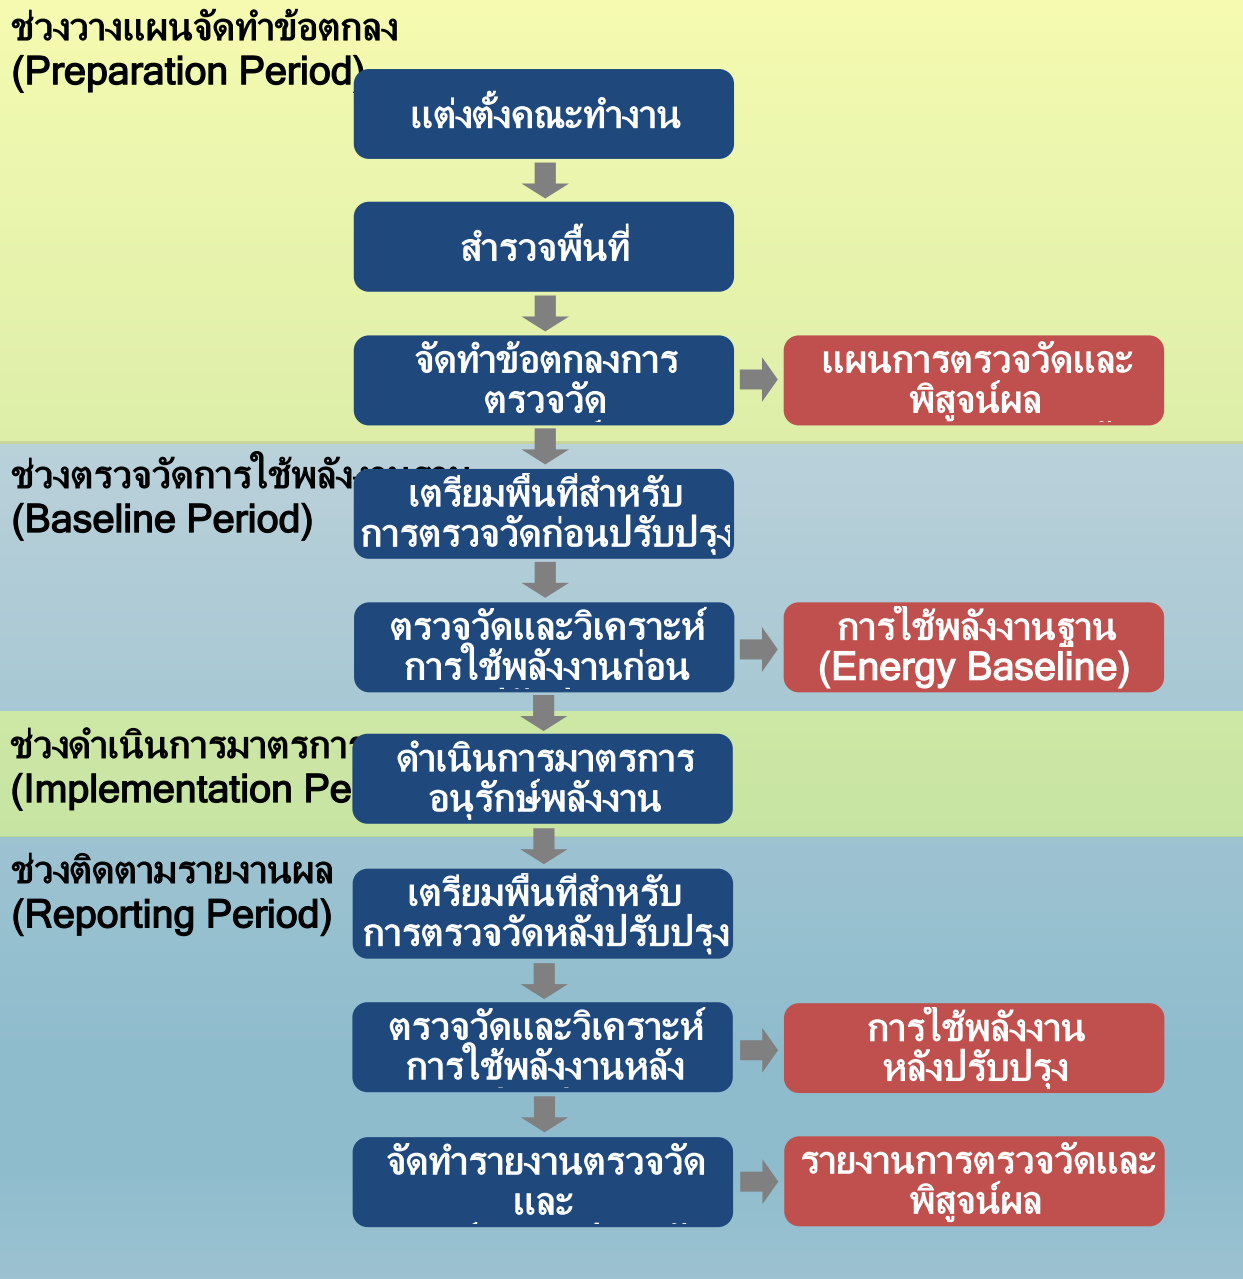 ช่วงวางแผนจัดทำข้อตกลง
(Preparation Period)
แต่งตั้งคณะทำงาน
สำรวจพื้นที่
จัดทำข้อตกลงการ
ตรวจวัด
แผนการตรวจวัดและ
พิสูจน์ผล
ช่วงตรวจวัดการใช้พลังงานฐาน
(Baseline Period)
เตรียมพื้นที่สำหรับ
การตรวจวัดก่อนปรับปรุง
ตรวจวัดและวิเคราะห์
การใช้พลังงานก่อน
การใช้พลังงานฐาน
(Energy Baseline)
ช่วงดำเนินการมาตรการ
(Implementation Pe
ดำเนินการมาตรการ
อนุรักษ์พลังงาน
ช่วงติดตามรายงานผล
(Reporting Period)
เตรียมพื้นที่สำหรับ
การตรวจวัดหลังปรับปรุง
ตรวจวัดและวิเคราะห์
การใช้พลังงานหลัง
การใช้พลังงาน
หลังปรับปรุง
จัดทำรายงานตรวจวัด
และ
รายงานการตรวจวัดและ
พิสูจน์ผล